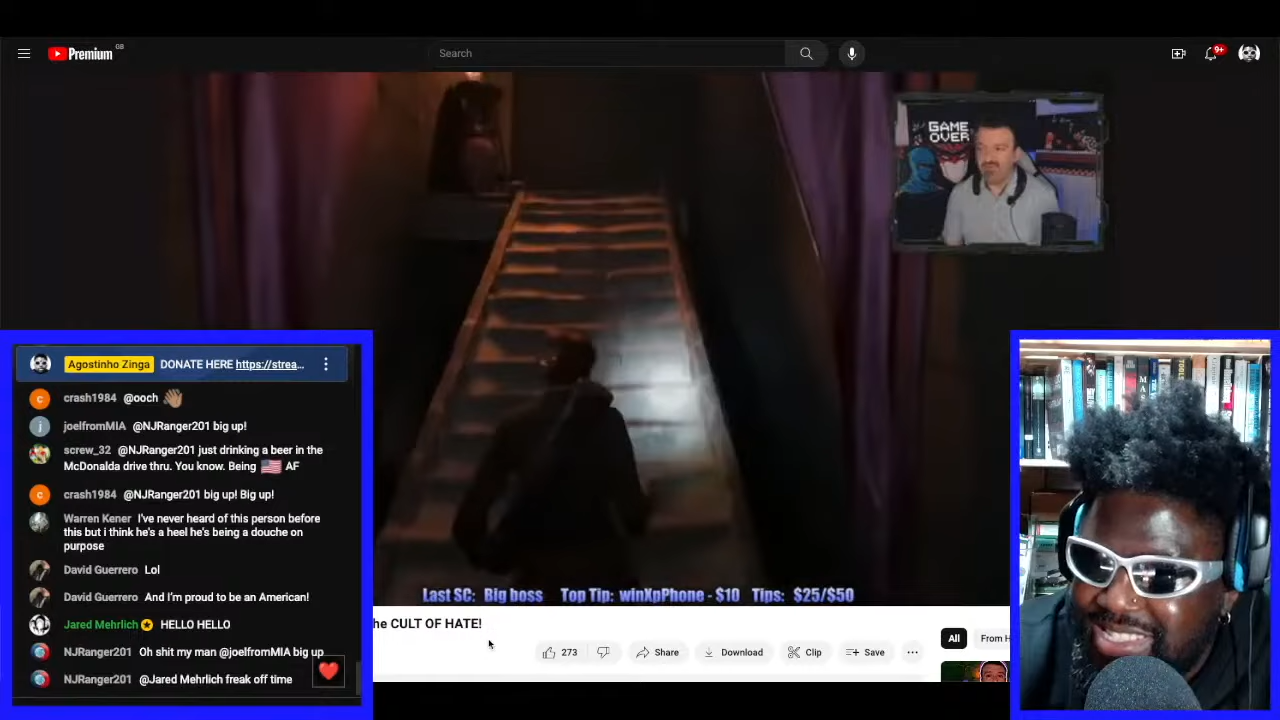 Premium GB
Search
9+
GAME
OVER
Agostinho Zinga DONATE HERE https://strea...
crash1984 @ooch 👋🏾
joelfromMIA @NJRanger201 big up!
screw_32 @NJRanger201 just drinking a beer in the
McDonalda drive thru. You know. Being 🇺🇸 AF
crash1984 @NJRanger201 big up! Big up!
Warren Kener I've never heard of this person before
this but i think he's a heel he's being a douche on
purpose
David Guerrero Lol
David Guerrero And I'm proud to be an American!
Jared Mehrlich HELLO HELLO
NJRanger201 Oh shit my man @joelfromMIA big up
NJRanger201 @Jared Mehrlich freak off time
Last SC: Big boss Top Tip: winXpPhone - $10 Tips: $25/$50
he CULT OF HATE!
273 Share Download Clip Save ...
All From H